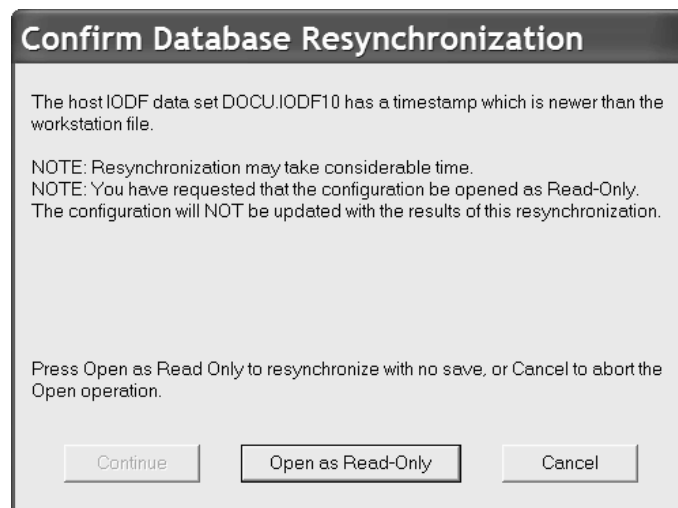 Confirm Database Resynchronization
The host IODF data set DOCU.IODF10 has a timestamp which is newer than the
workstation file.
NOTE: Resynchronization may take considerable time.
NOTE: You have requested that the configuration be opened as Read-Only.
The configuration will NOT be updated with the results of this resynchronization.
Press Open as Read Only to resynchronize with no save, or Cancel to abort the
Open operation.
Continue Open as Read-Only Cancel